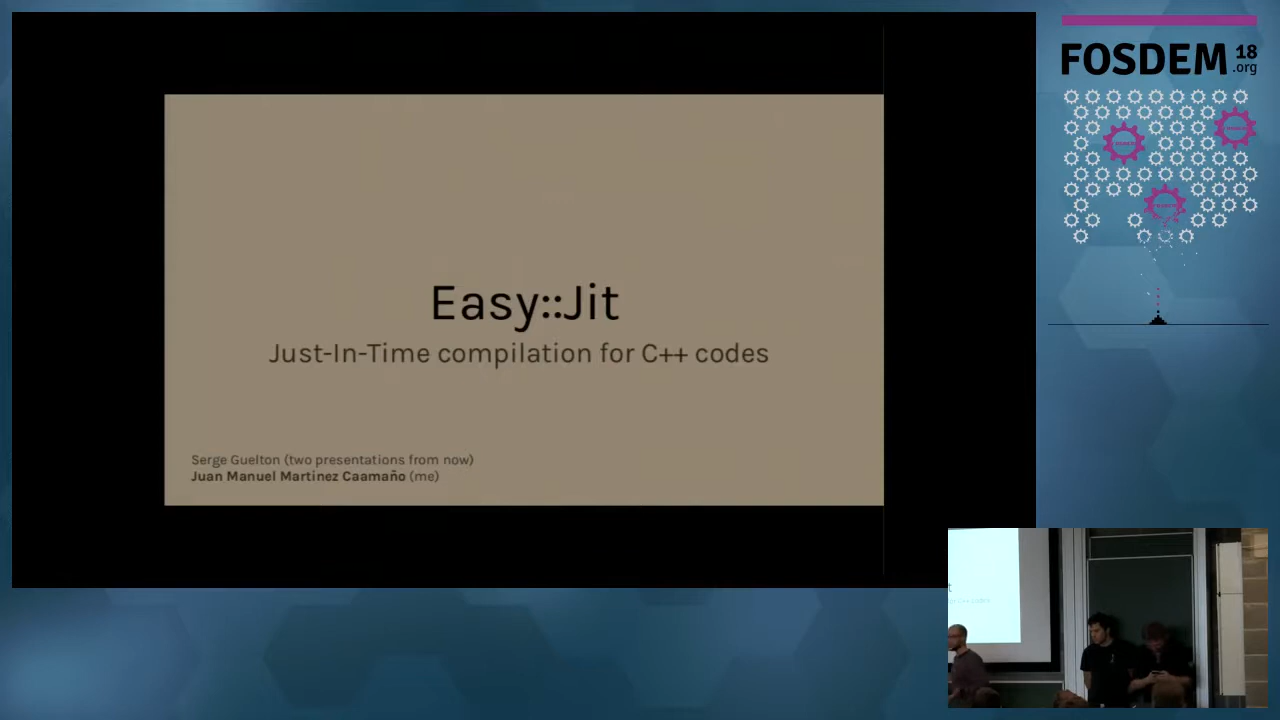 Easy::Jit
Just-In-Time compilation for C++ codes
Serge Guelton (two presentations from now)
Juan Manuel Martinez Caamaño (me)
FOSDEM 18
.org